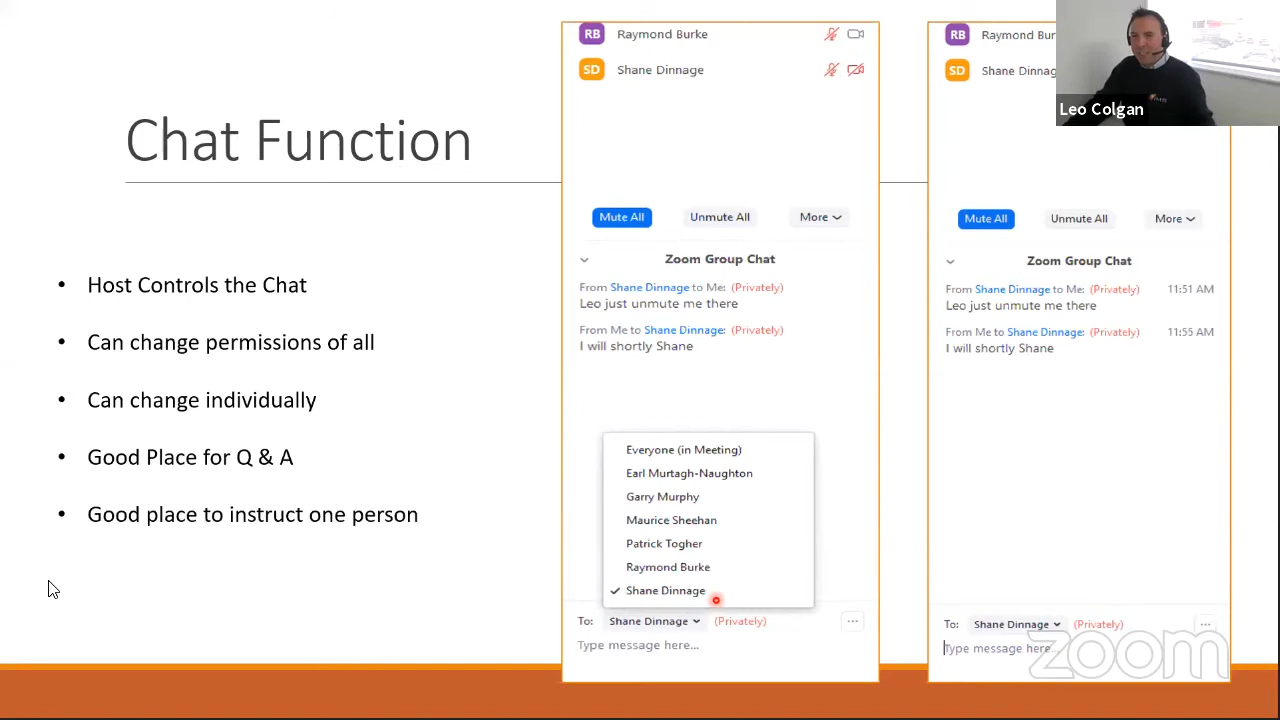 Chat Function
• Host Controls the Chat
• Can change permissions of all
• Can change individually
• Good Place for Q & A
• Good place to instruct one person
RB Raymond Burke
SD Shane Dinnage
Mute All Unmute All More
Zoom Group Chat
From Shane Dinnage to Me: (Privately)
Leo just unmute me there
From Me to Shane Dinnage: (Privately)
I will shortly Shane
Everyone (in Meeting)
Earl Murtagh-Naughton
Garry Murphy
Maurice Sheehan
Patrick Togher
Raymond Burke
Shane Dinnage
To: Shane Dinnage (Privately) ...
Type message here...
RB Raymond Bur
SD Shane Dinnag
Mute All Unmute All More
Zoom Group Chat
From Shane Dinnage to Me: (Privately) 11:51 AM
Leo just unmute me there
From Me to Shane Dinnage: (Privately) 11:55 AM
I will shortly Shane
To: Shane Dinnage (Privately) ...
Type message here...
Leo Colgan
zoom